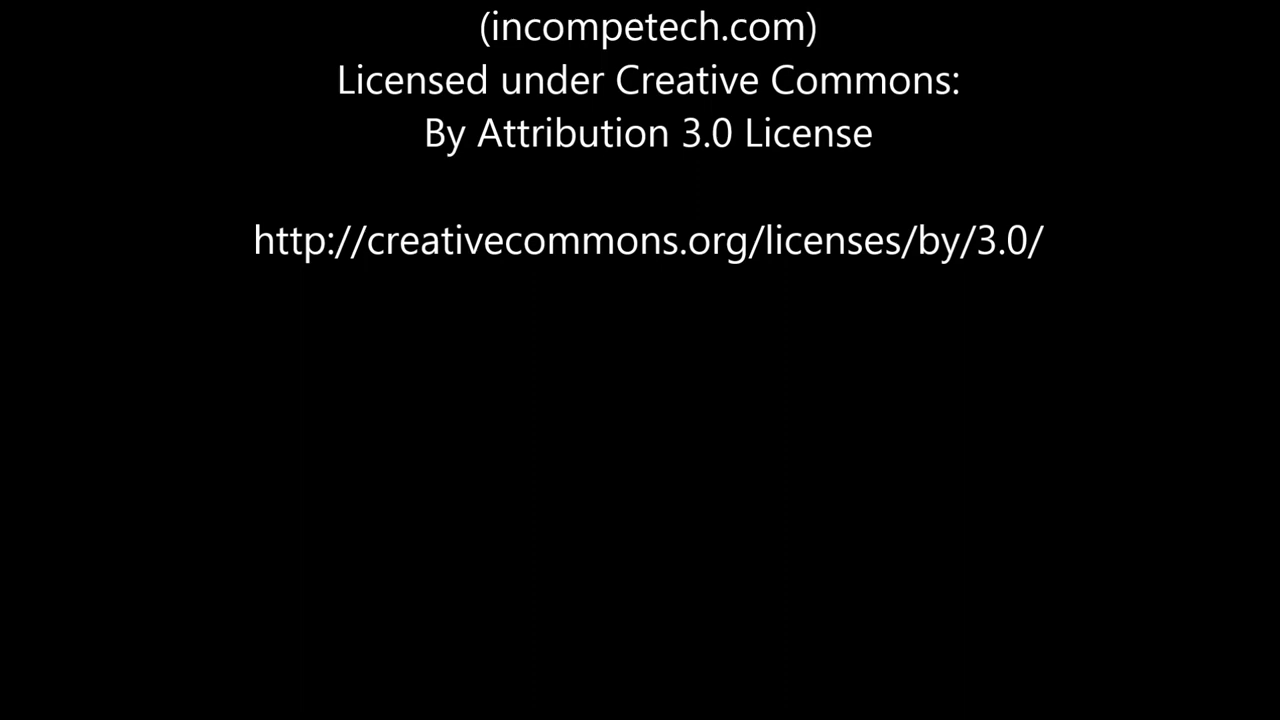 (incompetech.com)
Licensed under Creative Commons:
By Attribution 3.0 License
http://creativecommons.org/licenses/by/3.0/